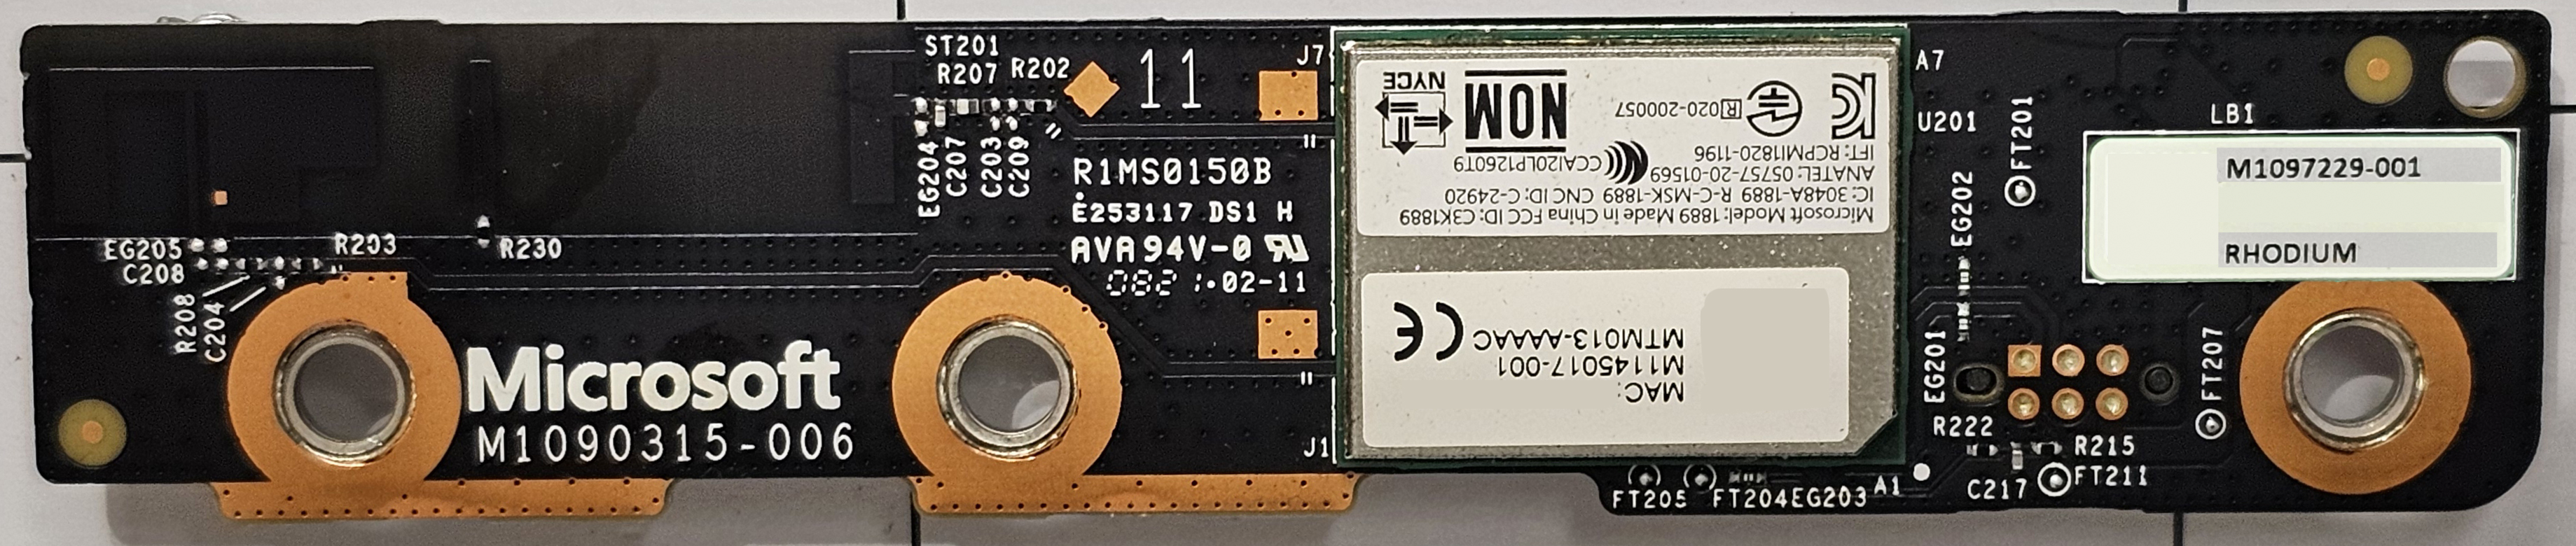 ST201
R207 R202
11
J7
EG204
C207
C203
C209
R1MS0150B
E253117 DS1 H
AVA 94V-0
0821·02-11
EG205
C208
R203
R230
R208
C204
Microsoft
M1090315-006
J1
Microsoft Model: 1889 Made in China FCC ID: C3K1889
IC: 3048A-1889 R-C-MSK-1889 CNC ID: C-24920
ANATEL: 05757-20-01569
IFT: RCPMI1820-1196
CCAI20LP1260T9
R 020-200057
NOM
NYCE
MAC:
M1145017-001
MTM013-AAAAC
CE
A7
U201
FT201
EG202
LB1
M1097229-001
RHODIUM
EG201
FT207
R222
R215
C217
FT211
A1
FT205 FT204 EG203